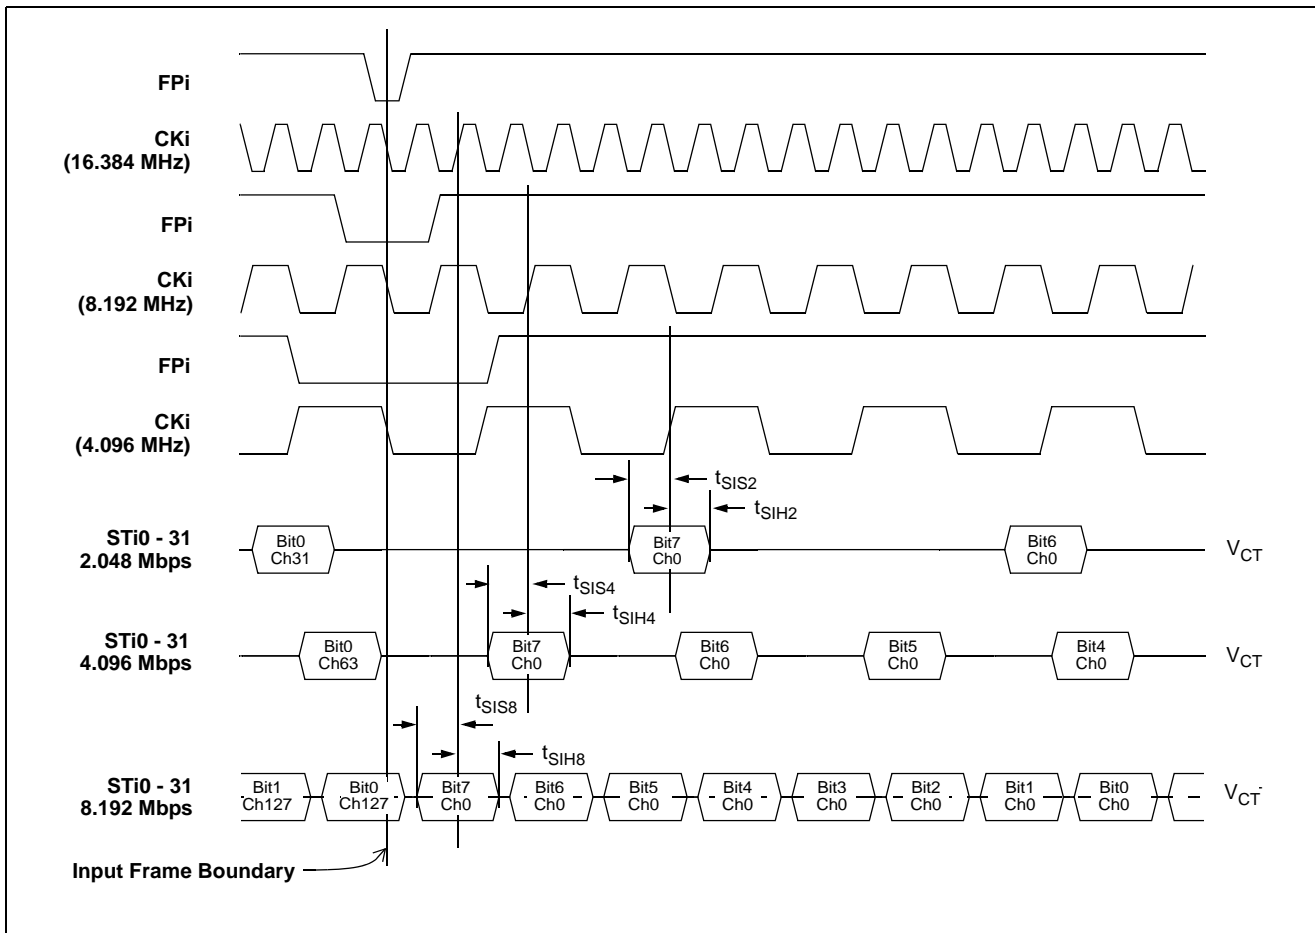 FPi
CKi
(16.384 MHz)
FPi
CKi
(8.192 MHz)
FPi
CKi
(4.096 MHz)
tSIS2
tSIH2
STi0 - 31
2.048 Mbps
Bit0
Ch31
Bit7
Ch0
Bit6
Ch0
VCT
tSIS4
tSIH4
STi0 - 31
4.096 Mbps
Bit0
Ch63
Bit7
Ch0
Bit6
Ch0
Bit5
Ch0
Bit4
Ch0
VCT
tSIS8
tSIH8
STi0 - 31
8.192 Mbps
Bit1
Ch127
Bit0
Ch127
Bit7
Ch0
Bit6
Ch0
Bit5
Ch0
Bit4
Ch0
Bit3
Ch0
Bit2
Ch0
Bit1
Ch0
Bit0
Ch0
VCT
Input Frame Boundary